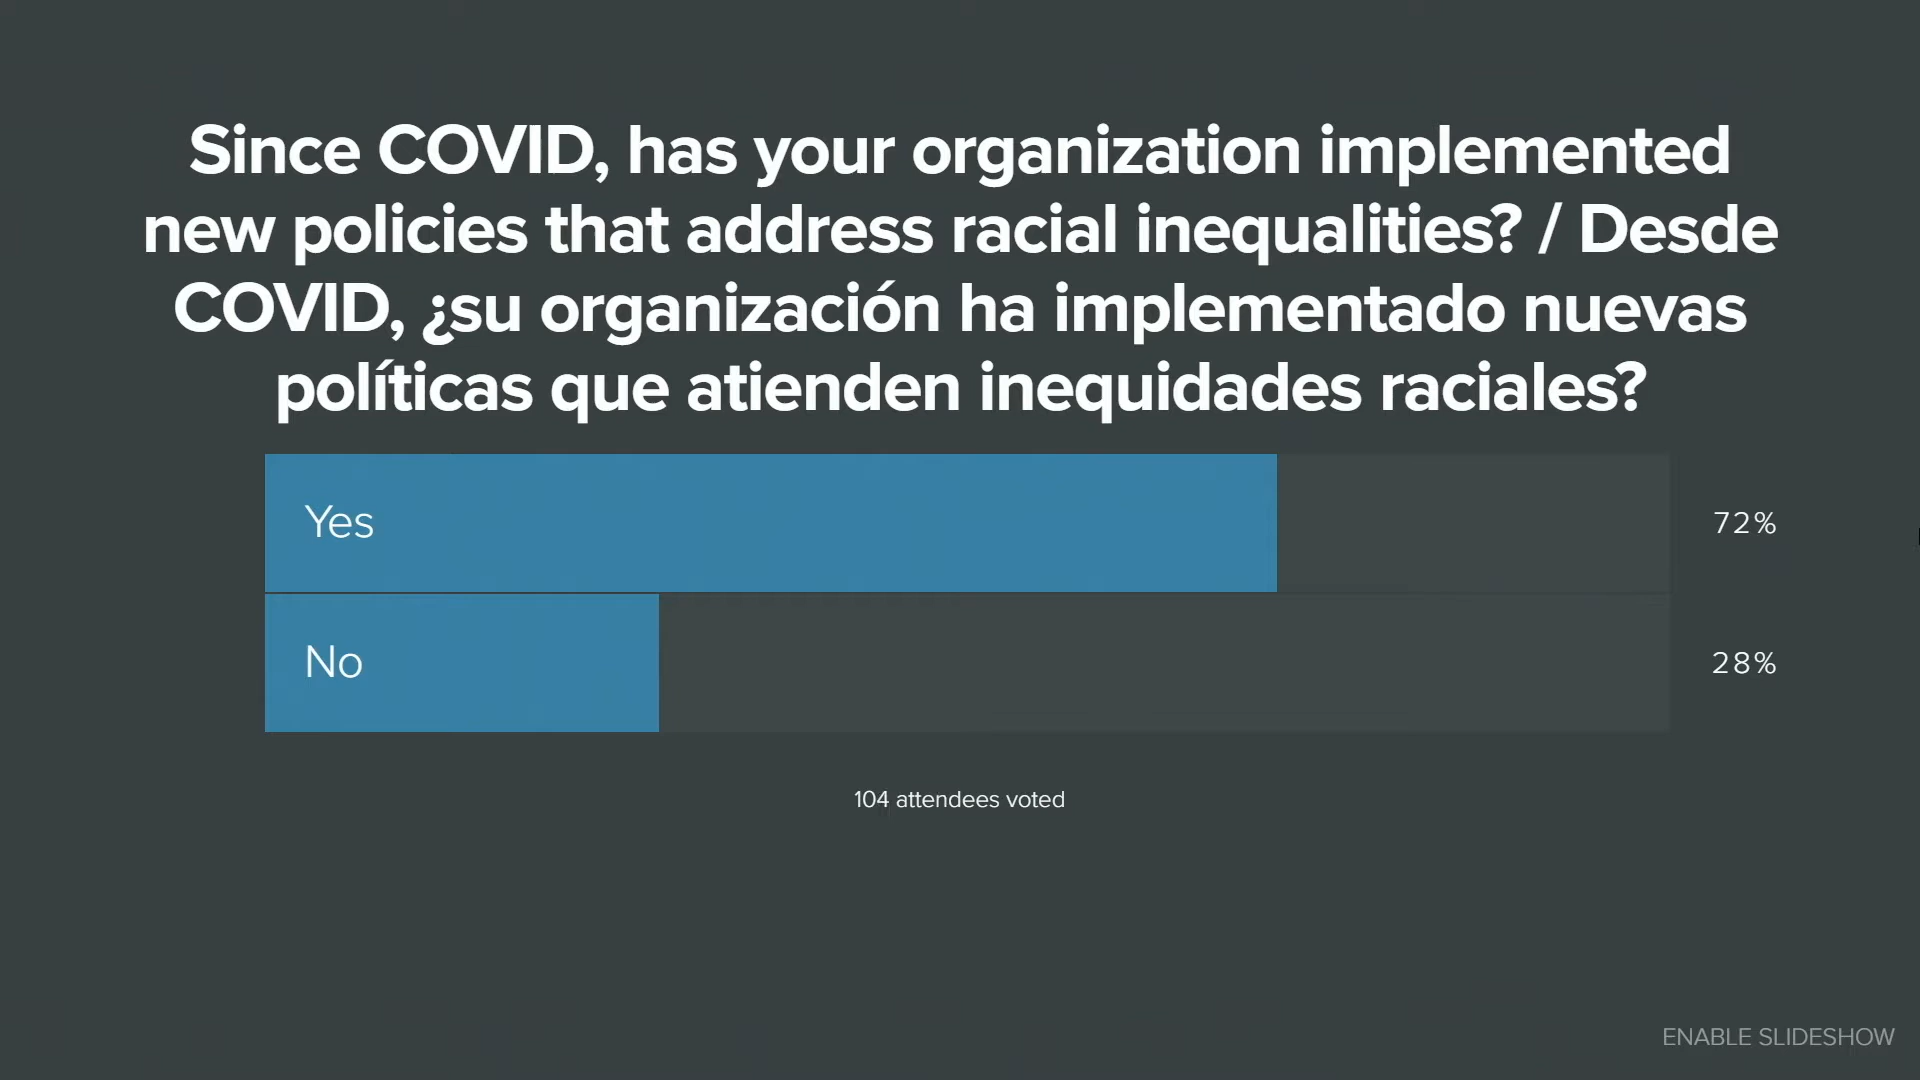 Since COVID, has your organization implemented
new policies that address racial inequalities? / Desde
COVID, ¿su organización ha implementado nuevas
políticas que atienden inequidades raciales?
Yes
72%
No
28%
104 attendees voted
ENABLE SLIDESHOW